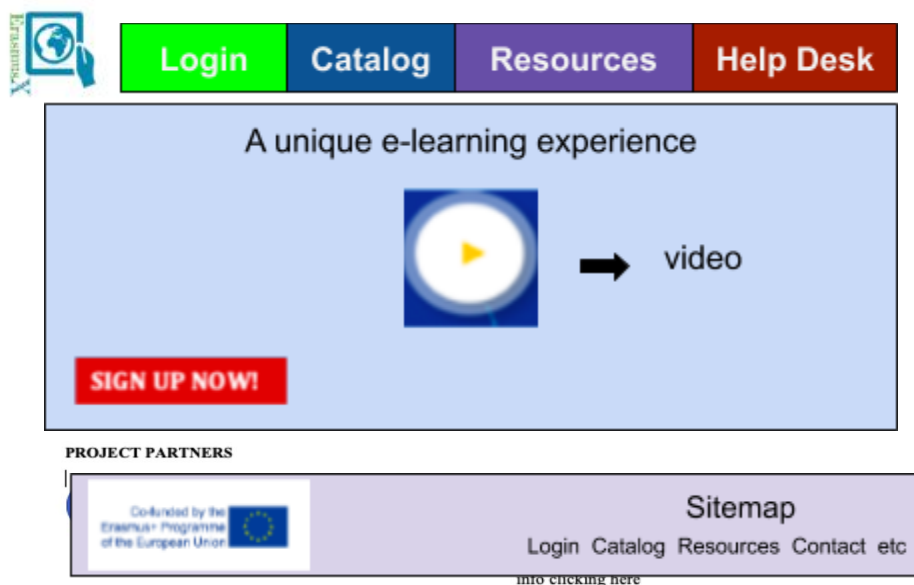 Erasmus.X
Login Catalog Resources Help Desk
A unique e-learning experience
video
SIGN UP NOW!
PROJECT PARTNERS
Co-funded by the
Erasmus+ Programme
of the European Union
Sitemap
Login Catalog Resources Contact etc
info clicking here